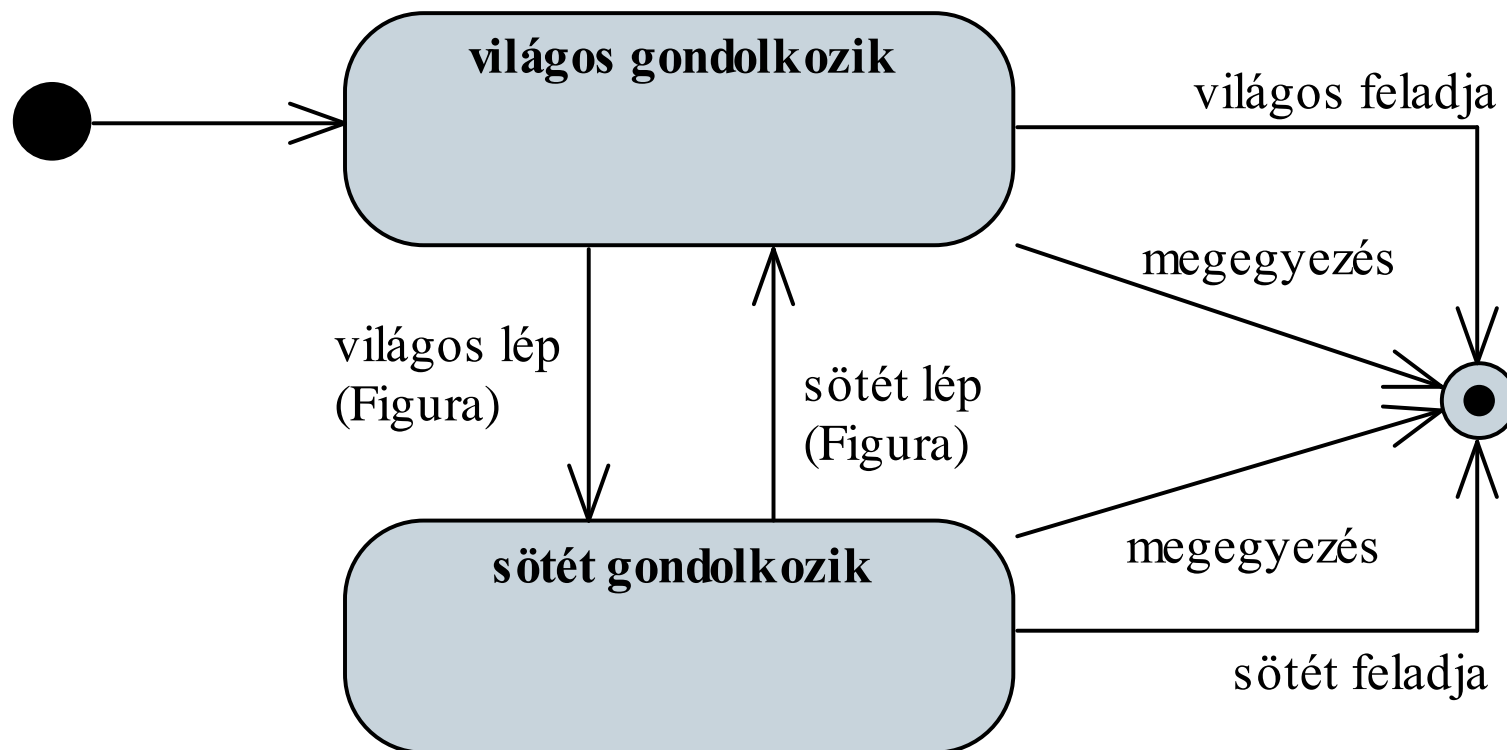 világos gondolkozik
világos feladja
megegyezés
világos lép
(Figura)
sötét lép
(Figura)
sötét gondolkozik
megegyezés
sötét feladja